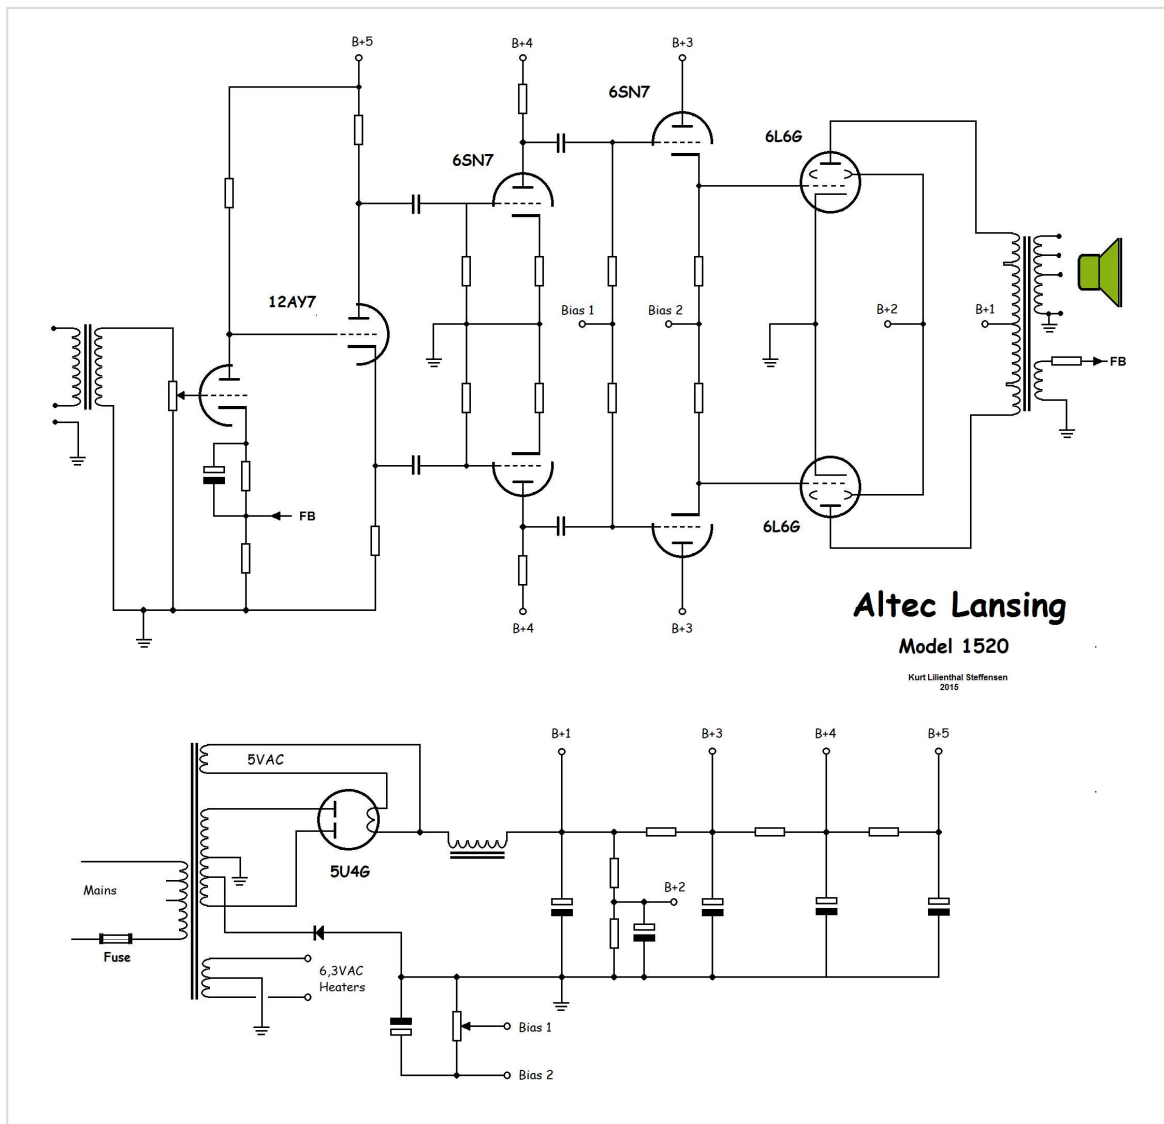 B+5
B+4
B+3
6SN7
6L6G
6SN7
12AY7
Bias 1
Bias 2
B+2
B+1
FB
FB
6L6G
B+4
B+3
Altec Lansing
Model 1520
Kurt Lilienthal Steffensen
2015
B+1
B+3
B+4
B+5
5VAC
5U4G
Mains
B+2
Fuse
6,3VAC
Heaters
Bias 1
Bias 2